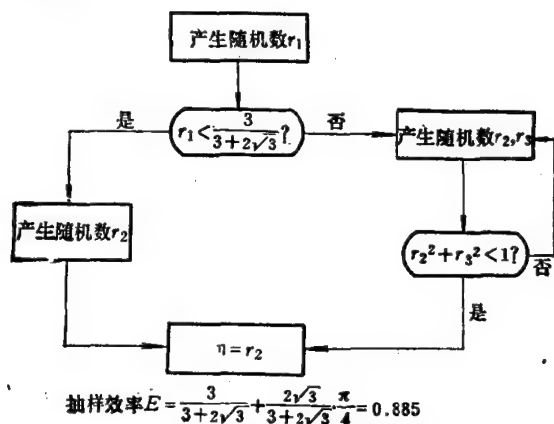 产生随机数r₁
是
r₁<3/(3+2√3)?
否
产生随机数r₂,r₃
产生随机数r₂
r₂²+r₃²<1?
否
是
η=r₂
抽样效率E=3/(3+2√3)+2√3/(3+2√3)·π/4=0.885